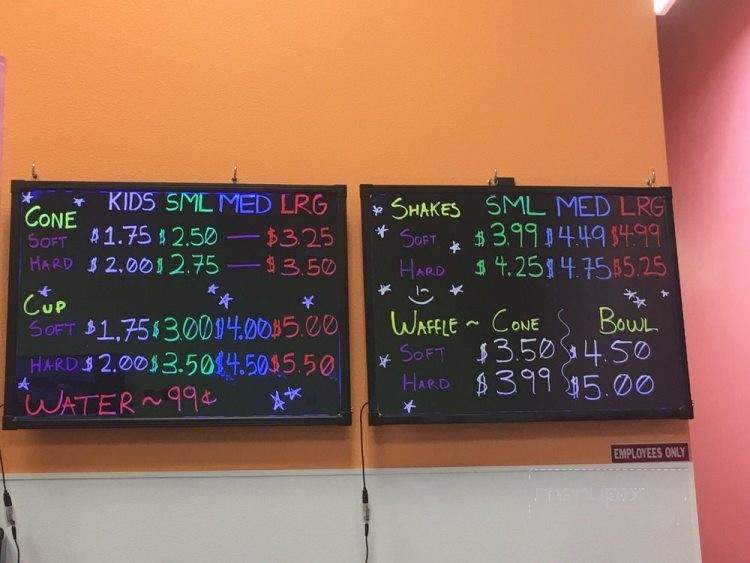 KIDS SML MED LRG
CONE
SOFT $1.75 $2.50 — $3.25
HARD $2.00 $2.75 — $3.50
CUP
SOFT $1.75 $3.00 $4.00 $5.00
HARD $2.00 $3.50 $4.50 $5.50
WATER ~ 99¢
SHAKES SML MED LRG
SOFT $3.99 $4.49 $4.99
HARD $4.25 $4.75 $5.25
WAFFLE ~ CONE BOWL
SOFT $3.50 $4.50
HARD $3.99 $5.00
EMPLOYEES ONLY